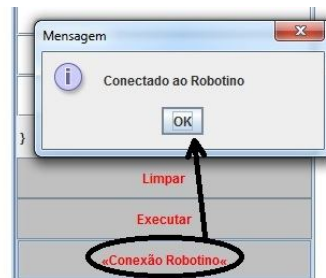 Mensagem
Conectado ao Robotino
OK
}
Limpar
Executar
«Conexão Robotino«